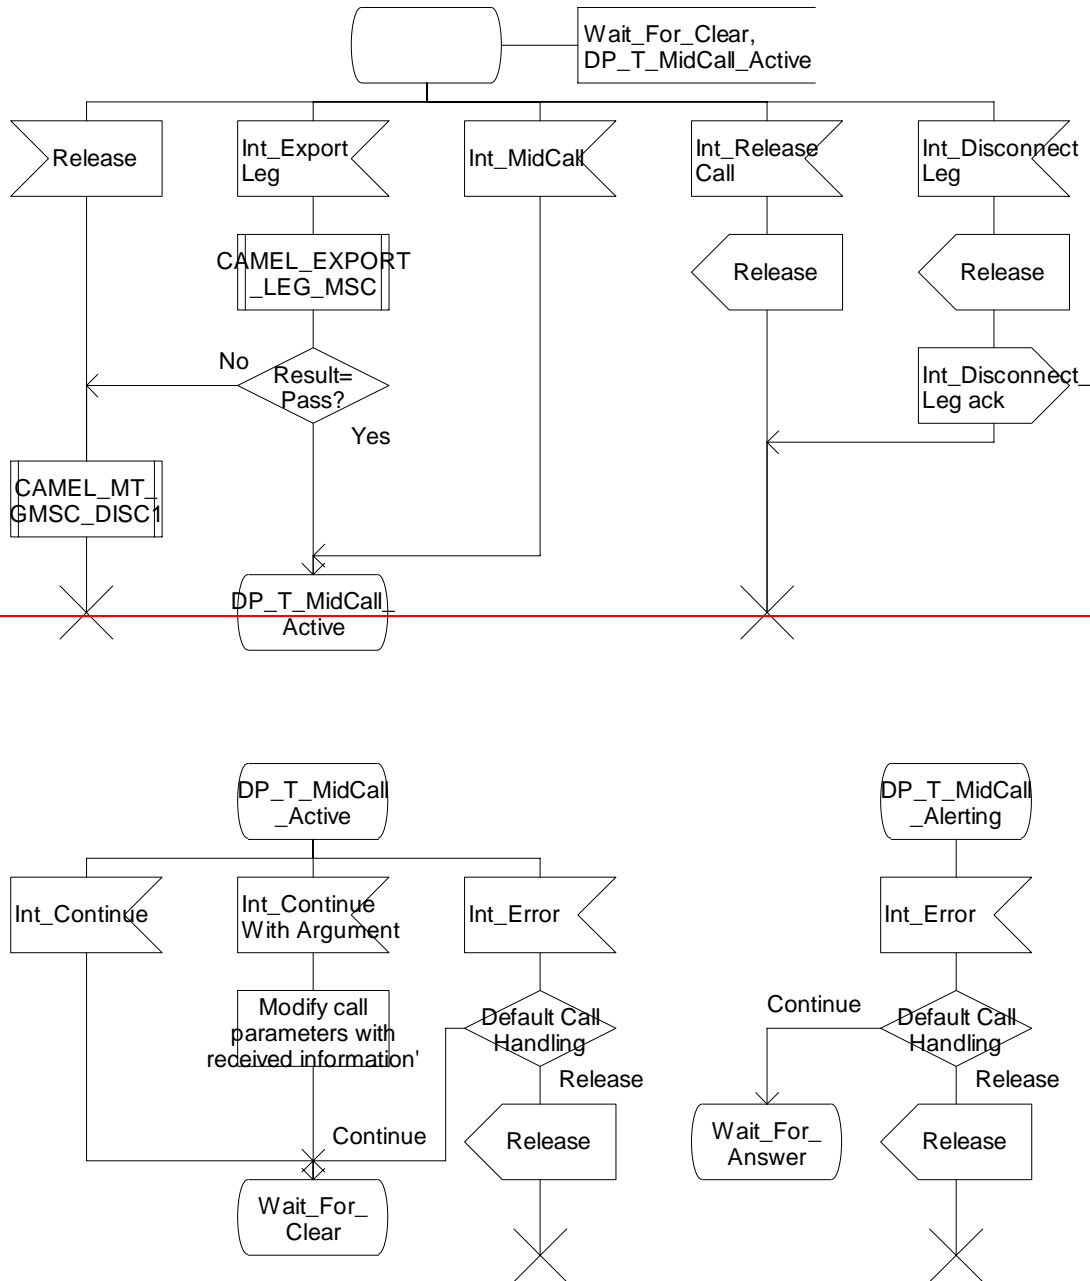 Wait_For_Clear,
DP_T_MidCall_Active
Release
Int_Export
Leg
Int_MidCall
Int_Release
Call
Int_Disconnect
Leg
CAMEL_EXPORT
_LEG_MSC
Release
Release
No
Result=
Pass?
Yes
Int_Disconnect_
Leg ack
CAMEL_MT_
GMSC_DISC1
DP_T_MidCall_
Active
DP_T_MidCall
_Active
DP_T_MidCall
_Alerting
Int_Continue
Int_Continue
With Argument
Int_Error
Int_Error
Modify call
parameters with
received information'
Default Call
Handling
Continue
Default Call
Handling
Release
Release
Continue
Release
Wait_For_
Answer
Release
Wait_For_
Clear